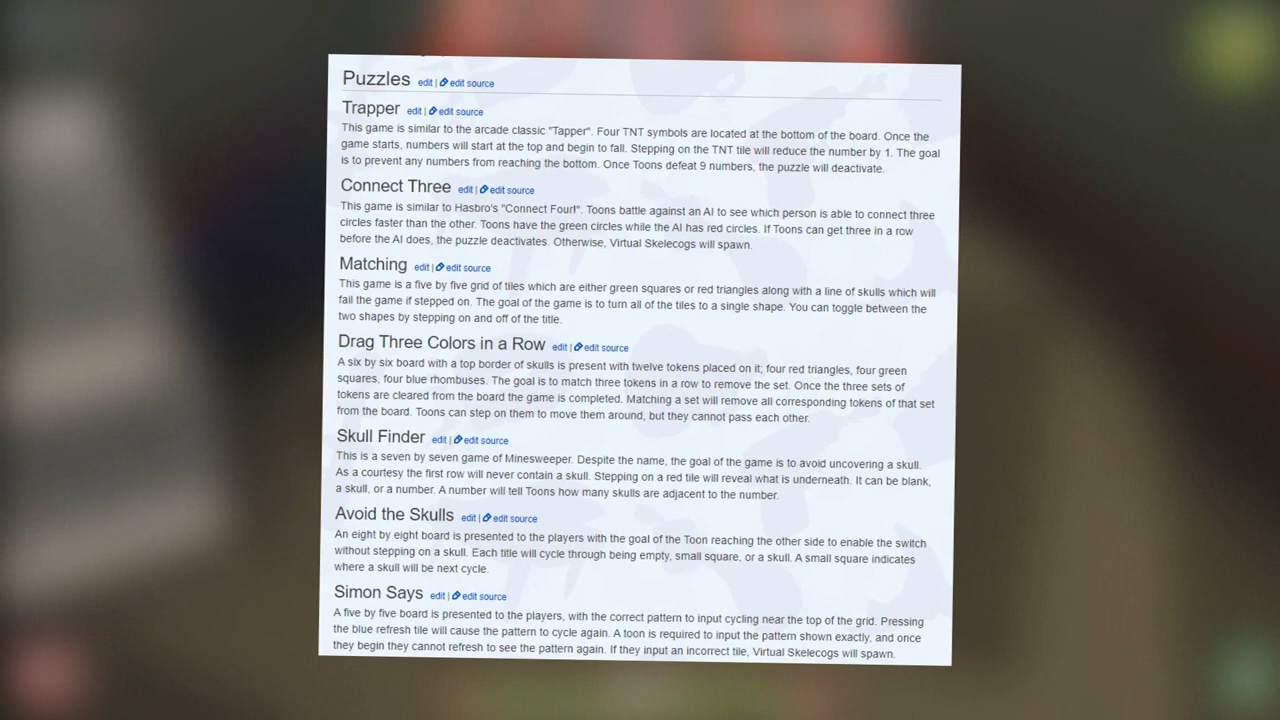 Puzzles edit | edit source
Trapper edit | edit source
This game is similar to the arcade classic "Tapper". Four TNT symbols are located at the bottom of the board. Once the
game starts, numbers will start at the top and begin to fall. Stepping on the TNT tile will reduce the number by 1. The goal
is to prevent any numbers from reaching the bottom. Once Toons defeat 9 numbers, the puzzle will deactivate.
Connect Three edit | edit source
This game is similar to Hasbro's "Connect Four!". Toons battle against an AI to see which person is able to connect three
circles faster than the other. Toons have the green circles while the AI has red circles. If Toons can get three in a row
before the AI does, the puzzle deactivates. Otherwise, Virtual Skelecogs will spawn.
Matching edit | edit source
This game is a five by five grid of tiles which are either green squares or red triangles along with a line of skulls which will
fail the game if stepped on. The goal of the game is to turn all of the tiles to a single shape. You can toggle between the
two shapes by stepping on and off of the title.
Drag Three Colors in a Row edit | edit source
A six by six board with a top border of skulls is present with twelve tokens placed on it; four red triangles, four green
squares, four blue rhombuses. The goal is to match three tokens in a row to remove the set. Once the three sets of
tokens are cleared from the board the game is completed. Matching a set will remove all corresponding tokens of that set
from the board. Toons can step on them to move them around, but they cannot pass each other.
Skull Finder edit | edit source
This is a seven by seven game of Minesweeper. Despite the name, the goal of the game is to avoid uncovering a skull.
As a courtesy the first row will never contain a skull. Stepping on a red tile will reveal what is underneath. It can be blank,
a skull, or a number. A number will tell Toons how many skulls are adjacent to the number.
Avoid the Skulls edit | edit source
An eight by eight board is presented to the players with the goal of the Toon reaching the other side to enable the switch
without stepping on a skull. Each title will cycle through being empty, small square, or a skull. A small square indicates
where a skull will be next cycle.
Simon Says edit | edit source
A five by five board is presented to the players, with the correct pattern to input cycling near the top of the grid. Pressing
the blue refresh tile will cause the pattern to cycle again. A toon is required to input the pattern shown exactly, and once
they begin they cannot refresh to see the pattern again. If they input an incorrect tile, Virtual Skelecogs will spawn.